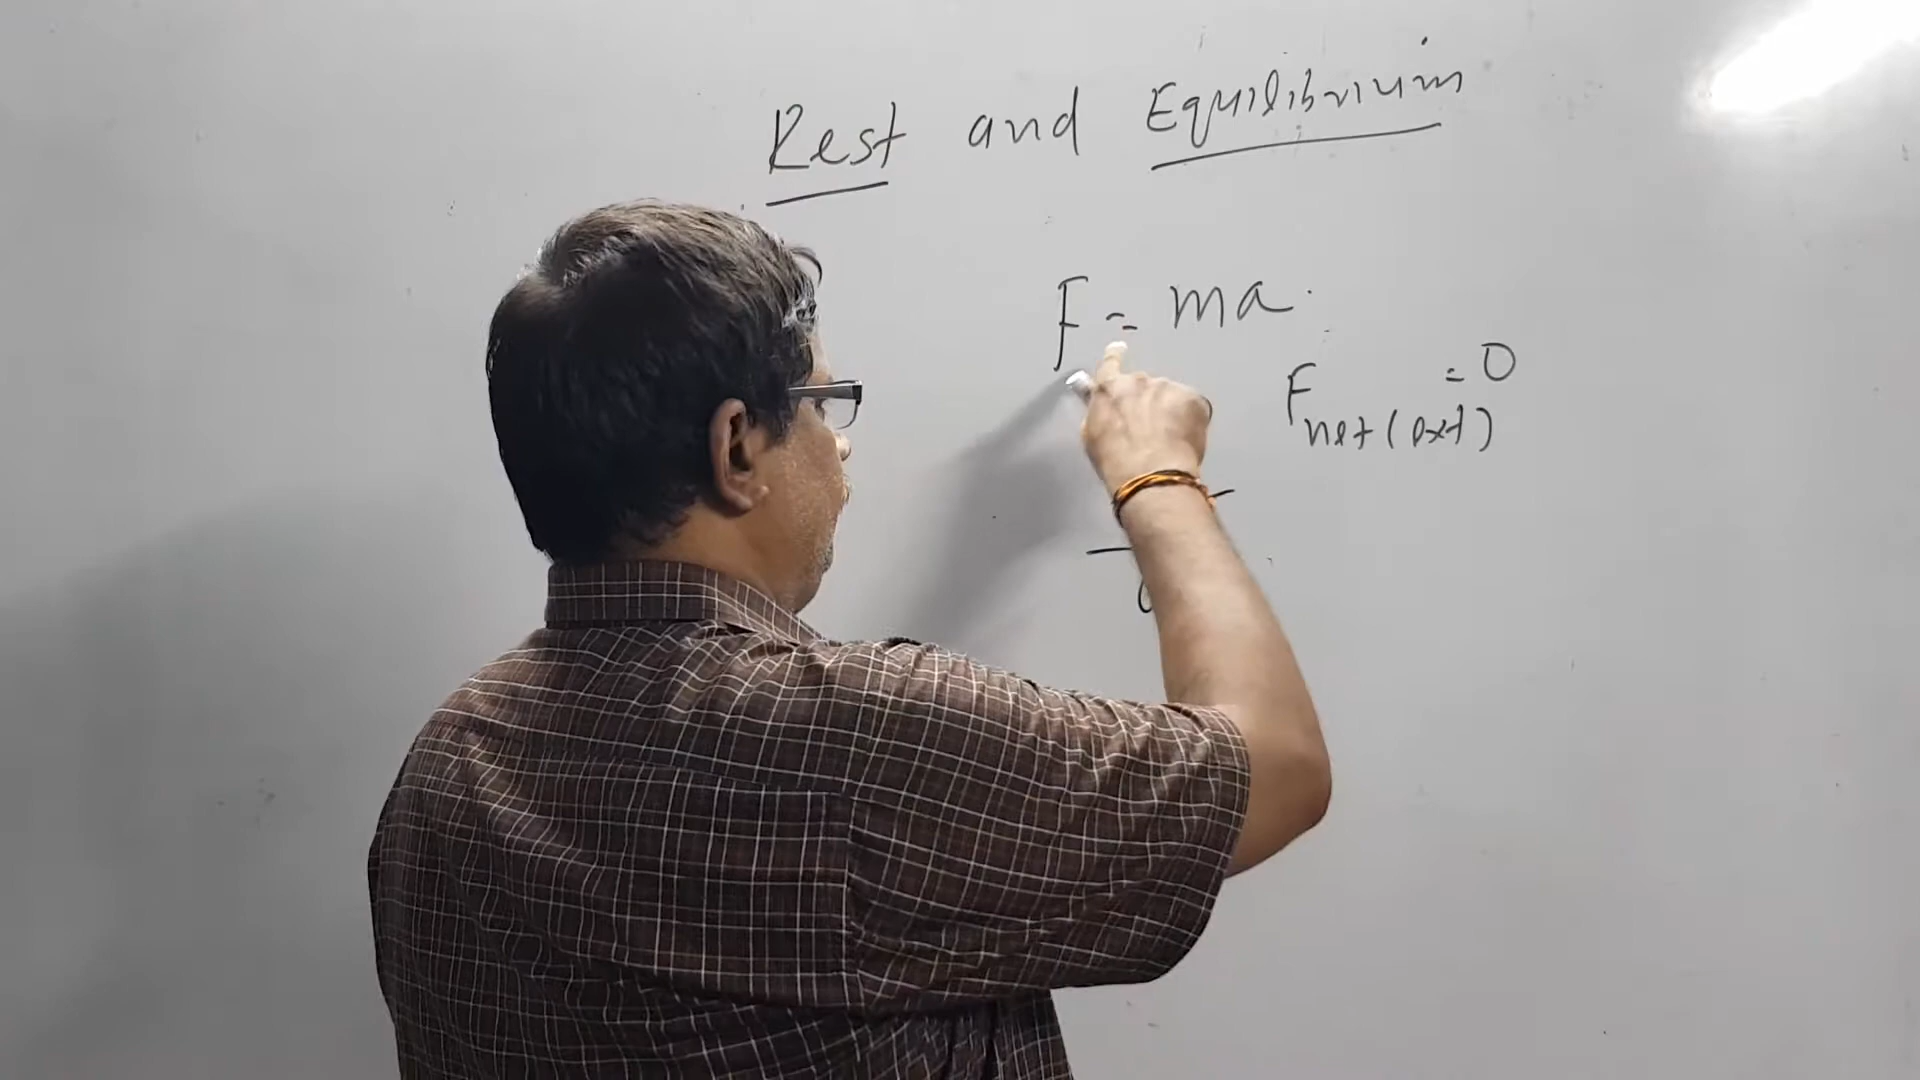 Rest and Equilibrium
F = ma
F net (ext) = 0